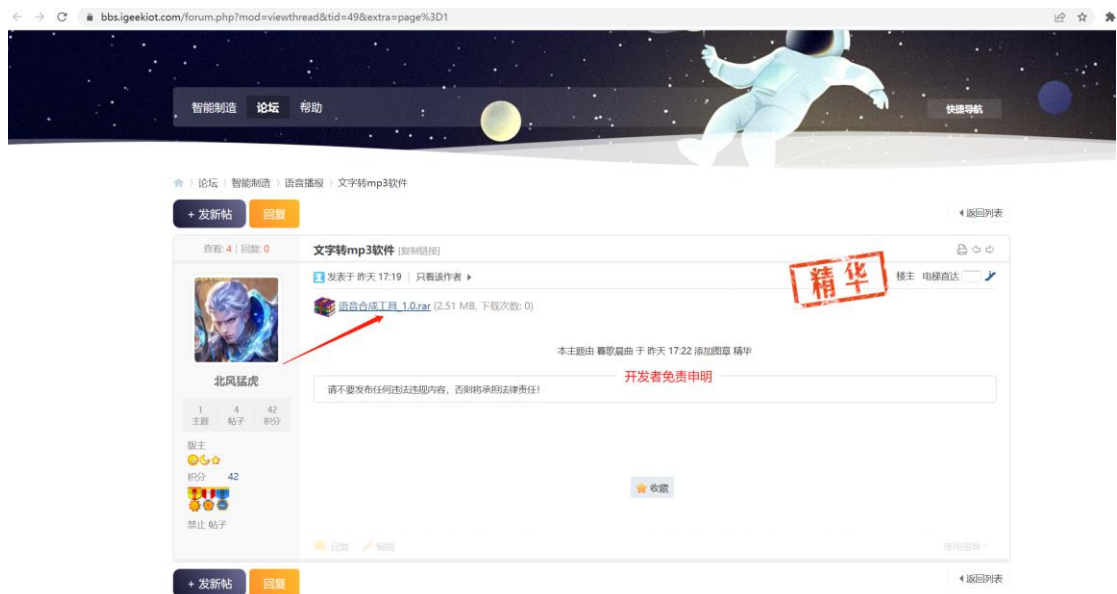 bbs.igeekiot.com/forum.php?mod=viewthread&tid=49&extra=page%3D1
智能制造 论坛 帮助 快捷导航
论坛 › 智能制造 › 语音播报 › 文字转mp3软件
+ 发新帖 回复 返回列表
查看: 4 | 回复: 0 文字转mp3软件 [复制链接]
发表于 昨天 17:19 | 只看该作者 精华 楼主 电梯直达
语音合成工具_1.0.rar (2.51 MB, 下载次数: 0)
本主题由 暮歌晨曲 于 昨天 17:22 添加图章 精华
北风猛虎
开发者免责申明
请不要发布任何违法违规内容，否则将承担法律责任!
1 4 42
主题 帖子 积分
版主
积分 42
收藏
禁止 帖子
回复 编辑 使用道具
+ 发新帖 回复 返回列表